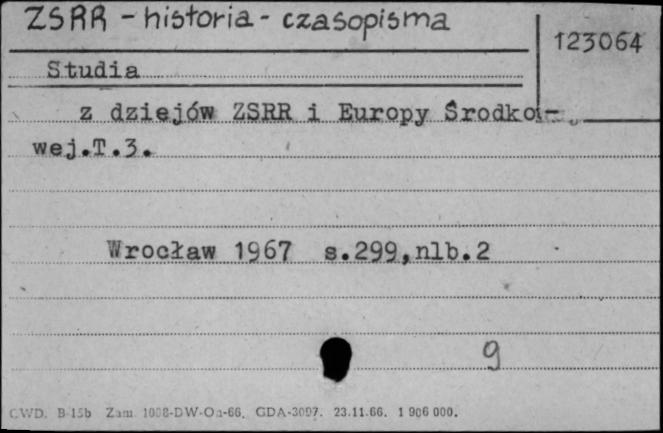 ZSRR - historia - czasopisma
123064
Studia
z dziejów ZSRR i Europy Środko-
wej.T.3.
Wrocław 1967 s.299,nlb.2
9
CWD. B-15b Zam. 1008-DW-Oa-66. GDA-3097. 23.11.66. 1 906 000.